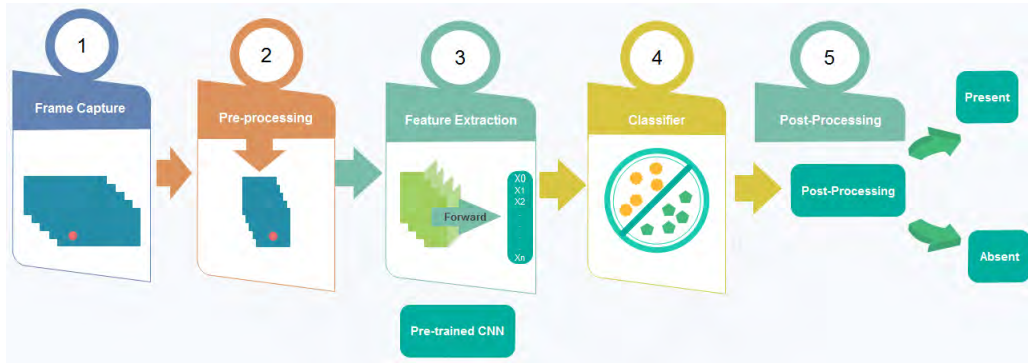 1
2
3
4
5
Frame Capture
Pre-processing
Feature Extraction
Classifier
Post-Processing
Present
X0
X1
X2
.
.
.
.
Xn
Forward
Post-Processing
Absent
Pre-trained CNN